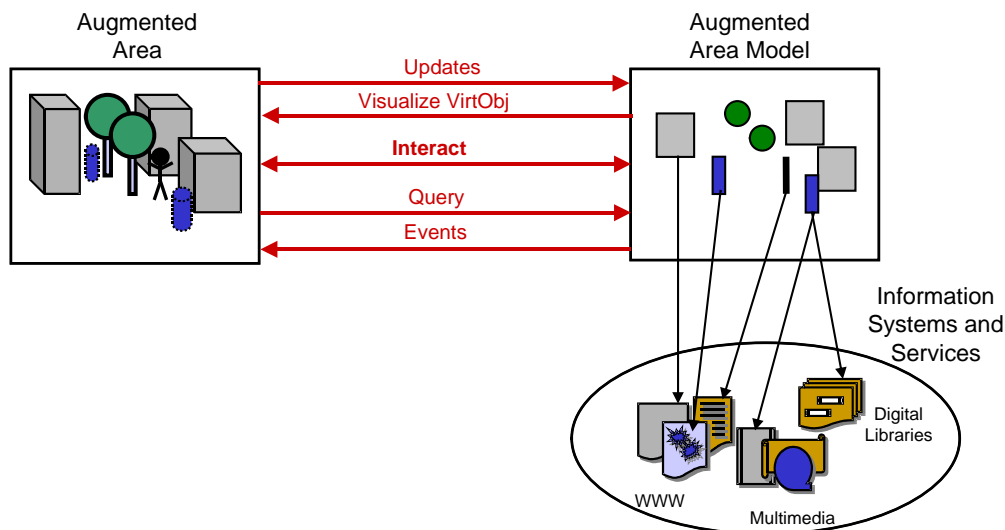 Augmented
Area
Augmented
Area Model
Updates
Visualize VirtObj
Interact
Query
Events
Information
Systems and
Services
Digital
Libraries
WWW
Multimedia